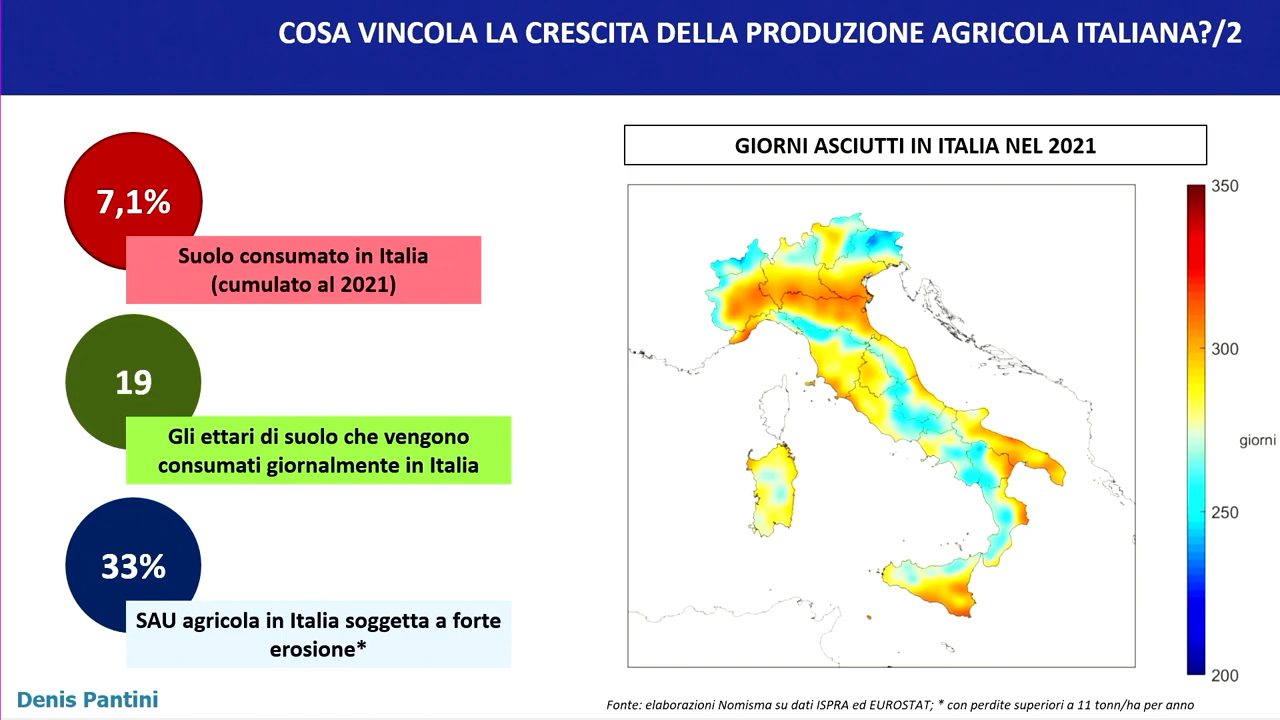 COSA VINCOLA LA CRESCITA DELLA PRODUZIONE AGRICOLA ITALIANA?/2
7,1%
Suolo consumato in Italia
(cumulato al 2021)
19
Gli ettari di suolo che vengono
consumati giornalmente in Italia
33%
SAU agricola in Italia soggetta a forte
erosione*
GIORNI ASCIUTTI IN ITALIA NEL 2021
350
300
giorni
250
200
Denis Pantini
Fonte: elaborazioni Nomisma su dati ISPRA ed EUROSTAT; * con perdite superiori a 11 tonn/ha per anno